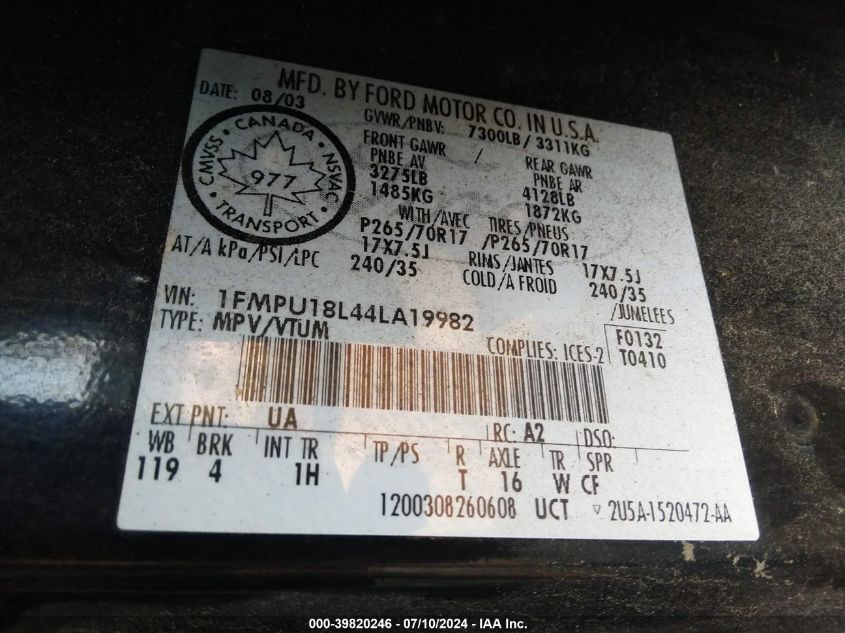 MFD. BY FORD MOTOR CO. IN U.S.A.
DATE: 08/03
GVWR/PNBV: 7300LB/ 3311KG
FRONT GAWR / REAR GAWR
PNBE AV PNBE AR
3275LB 4128LB
1485KG 1872KG
WITH/AVEC TIRES/PNEUS
P265/70R17 /P265/70R17
17X7.5J RIMS/JANTES 17X7.5J
AT/A kPa/PSI/LPC 240/35 COLD/A FROID 240/35
CANADA
CMVSS · NSVAC
977
TRANSPORT
VIN: 1FMPU18L44LA19982 /JUMELEES
TYPE: MPV/VTUM
F0132
COMPLIES: ICES-2 T0410
EXT PNT: UA RC: A2 DSO:
WB BRK INT TR TP/PS R AXLE TR SPR
119 4 1H T 16 W CF
1200308260608 UCT ▽ 2U5A-1520472-AA
000-39820246 - 07/10/2024 - IAA Inc.